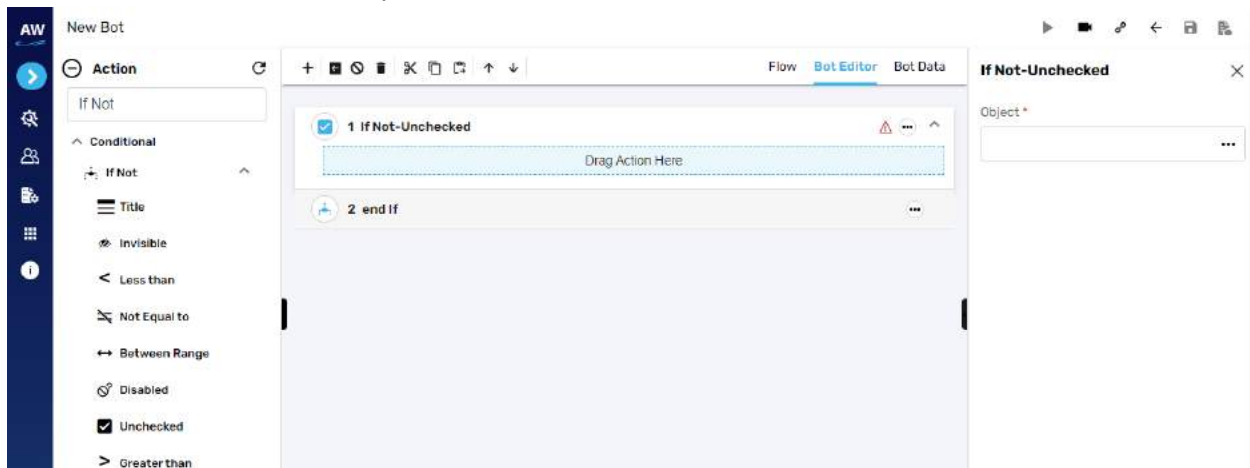 AW New Bot
Action
Flow Bot Editor Bot Data
If Not-Unchecked
If Not
Object *
1 If Not-Unchecked
Conditional
Drag Action Here
If Not
Title
2 end If
Invisible
Less than
Not Equal to
Between Range
Disabled
Unchecked
Greater than